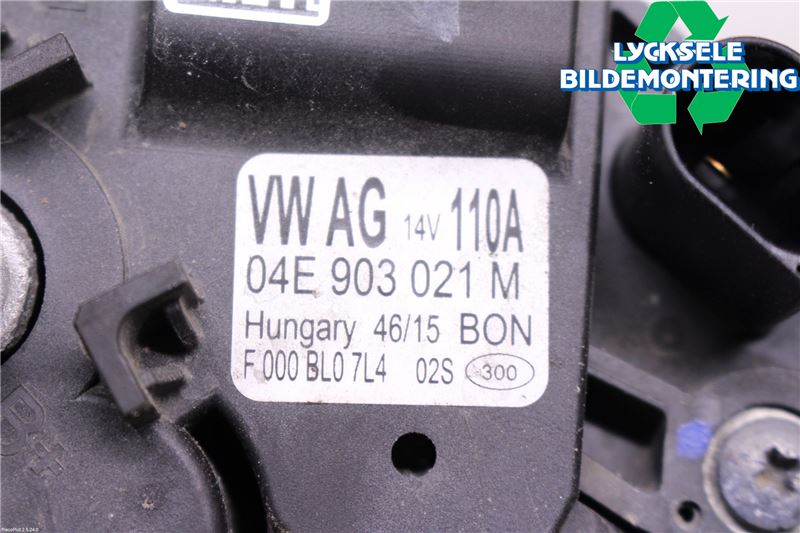 LYCKSELE
BILDEMONTERING
VW AG 14V 110A
04E 903 021 M
Hungary 46/15 BON
F 000 BL0 7L4 02S 300
B+